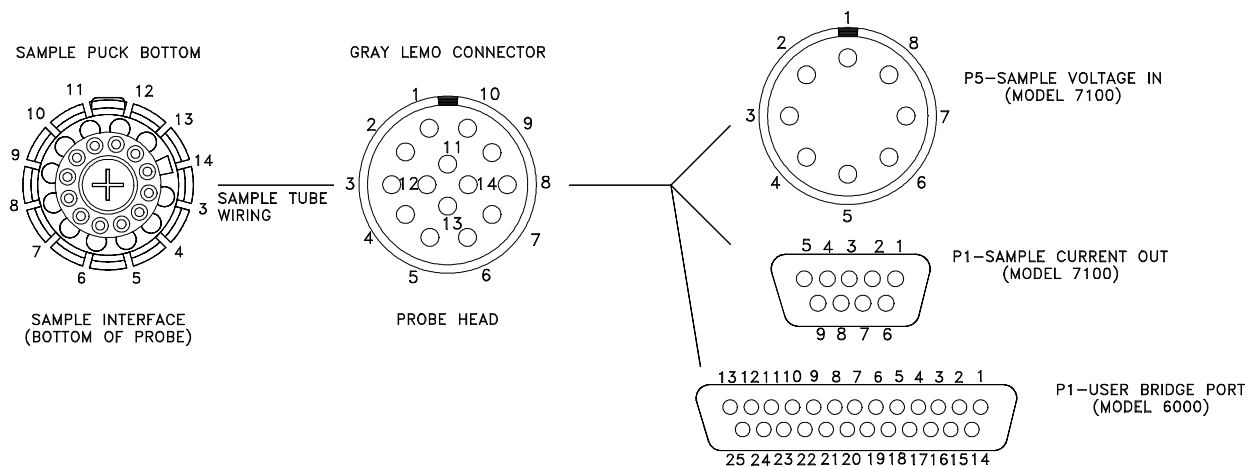 SAMPLE PUCK BOTTOM
11 12
10 13
9 14
8 3
7 4
6 5
SAMPLE INTERFACE
(BOTTOM OF PROBE)
SAMPLE TUBE
WIRING
GRAY LEMO CONNECTOR
1 10
2 9
11
3 12 14 8
13
4 7
5 6
PROBE HEAD
1
2 8
3 7
4 6
5
P5-SAMPLE VOLTAGE IN
(MODEL 7100)
5 4 3 2 1
9 8 7 6
P1-SAMPLE CURRENT OUT
(MODEL 7100)
13 12 11 10 9 8 7 6 5 4 3 2 1
25 24 23 22 21 20 19 18 17 16 15 14
P1-USER BRIDGE PORT
(MODEL 6000)